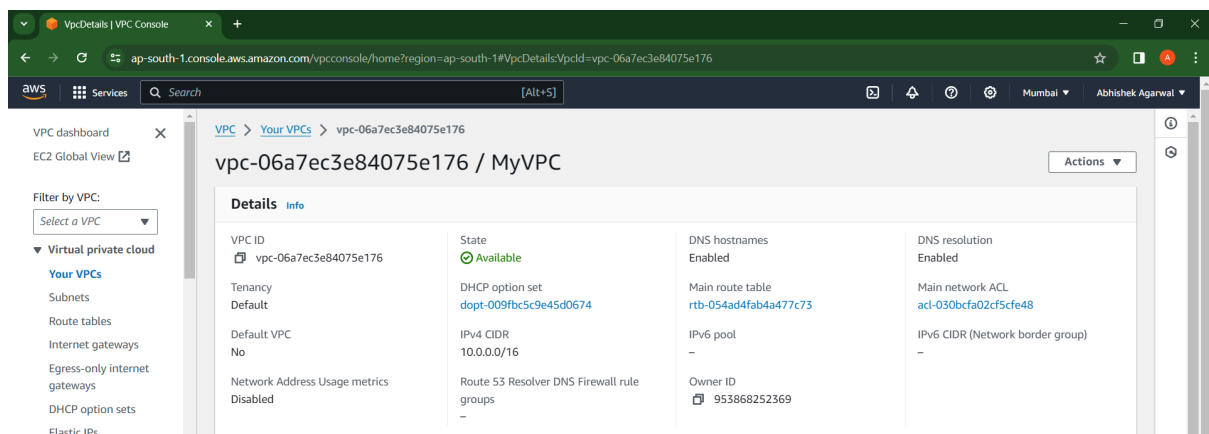 VpcDetails | VPC Console
ap-south-1.console.aws.amazon.com/vpcconsole/home?region=ap-south-1#VpcDetails:VpcId=vpc-06a7ec3e84075e176
A
aws Services Search [Alt+S] Mumbai Abhishek Agarwal
VPC dashboard
EC2 Global View
Filter by VPC:
Select a VPC
Virtual private cloud
Your VPCs
Subnets
Route tables
Internet gateways
Egress-only internet
gateways
DHCP option sets
Elastic IPs
VPC > Your VPCs > vpc-06a7ec3e84075e176
vpc-06a7ec3e84075e176 / MyVPC
Actions
Details Info
VPC ID
vpc-06a7ec3e84075e176
State
Available
DNS hostnames
Enabled
DNS resolution
Enabled
Tenancy
Default
DHCP option set
dopt-009fbc5c9e45d0674
Main route table
rtb-054ad4fab4a477c73
Main network ACL
acl-030bcfa02cf5cfe48
Default VPC
No
IPv4 CIDR
10.0.0.0/16
IPv6 pool
–
IPv6 CIDR (Network border group)
–
Network Address Usage metrics
Disabled
Route 53 Resolver DNS Firewall rule
groups
–
Owner ID
953868252369